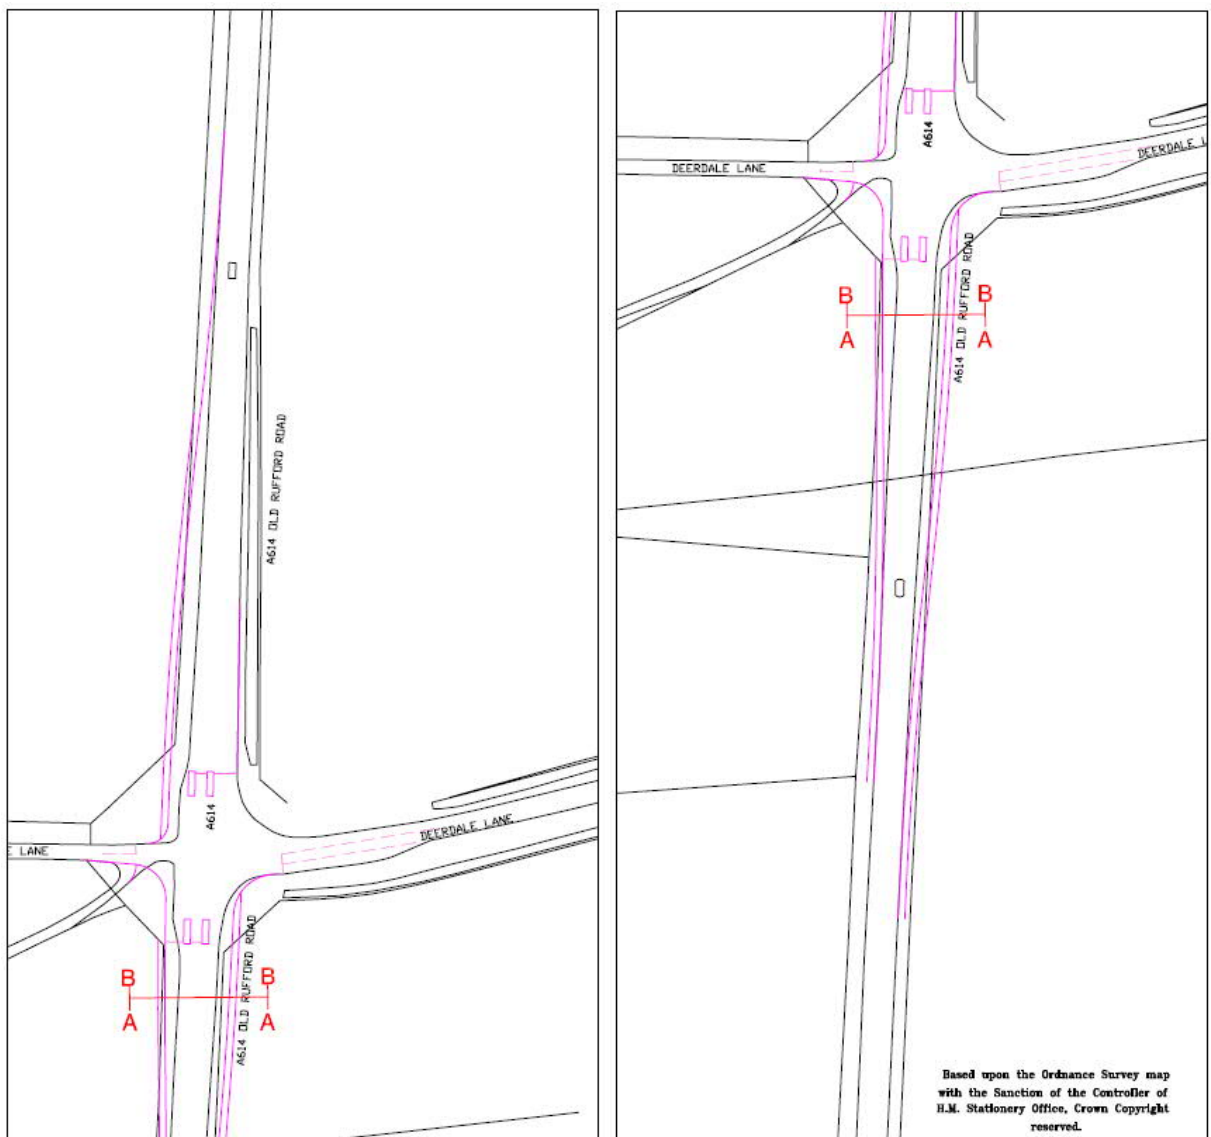 A614 OLD RUFFORD ROAD
A614
E LANE
DEERDALE LANE
A614 OLD RUFFORD ROAD
B B
A A
A614
DEERDALE LANE
DEERDALE L
A614 OLD RUFFORD ROAD
B B
A A
Based upon the Ordnance Survey map
with the Sanction of the Controller of
H.M. Stationery Office, Crown Copyright
reserved.